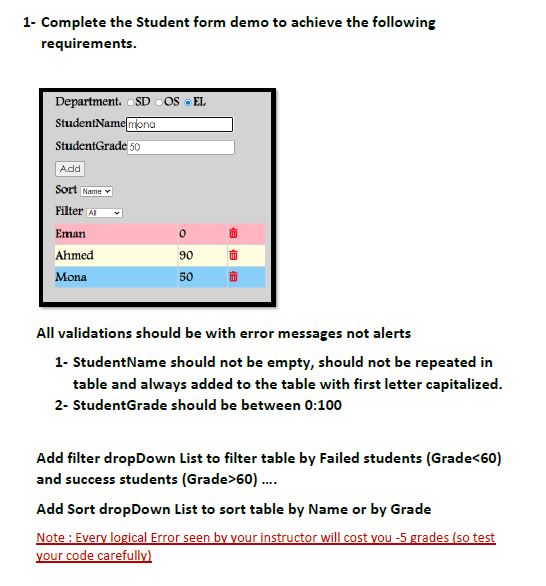 1- Complete the Student form demo to achieve the following
requirements.
Department. SD OS EL
StudentName mona
StudentGrade 50
Add
Sort Name
Filter All
Eman 0
Ahmed 90
Mona 50
All validations should be with error messages not alerts
1- StudentName should not be empty, should not be repeated in
table and always added to the table with first letter capitalized.
2- StudentGrade should be between 0:100
Add filter dropDown List to filter table by Failed students (Grade<60)
and success students (Grade>60) ....
Add Sort dropDown List to sort table by Name or by Grade
Note : Every logical Error seen by your instructor will cost you -5 grades (so test
your code carefully)